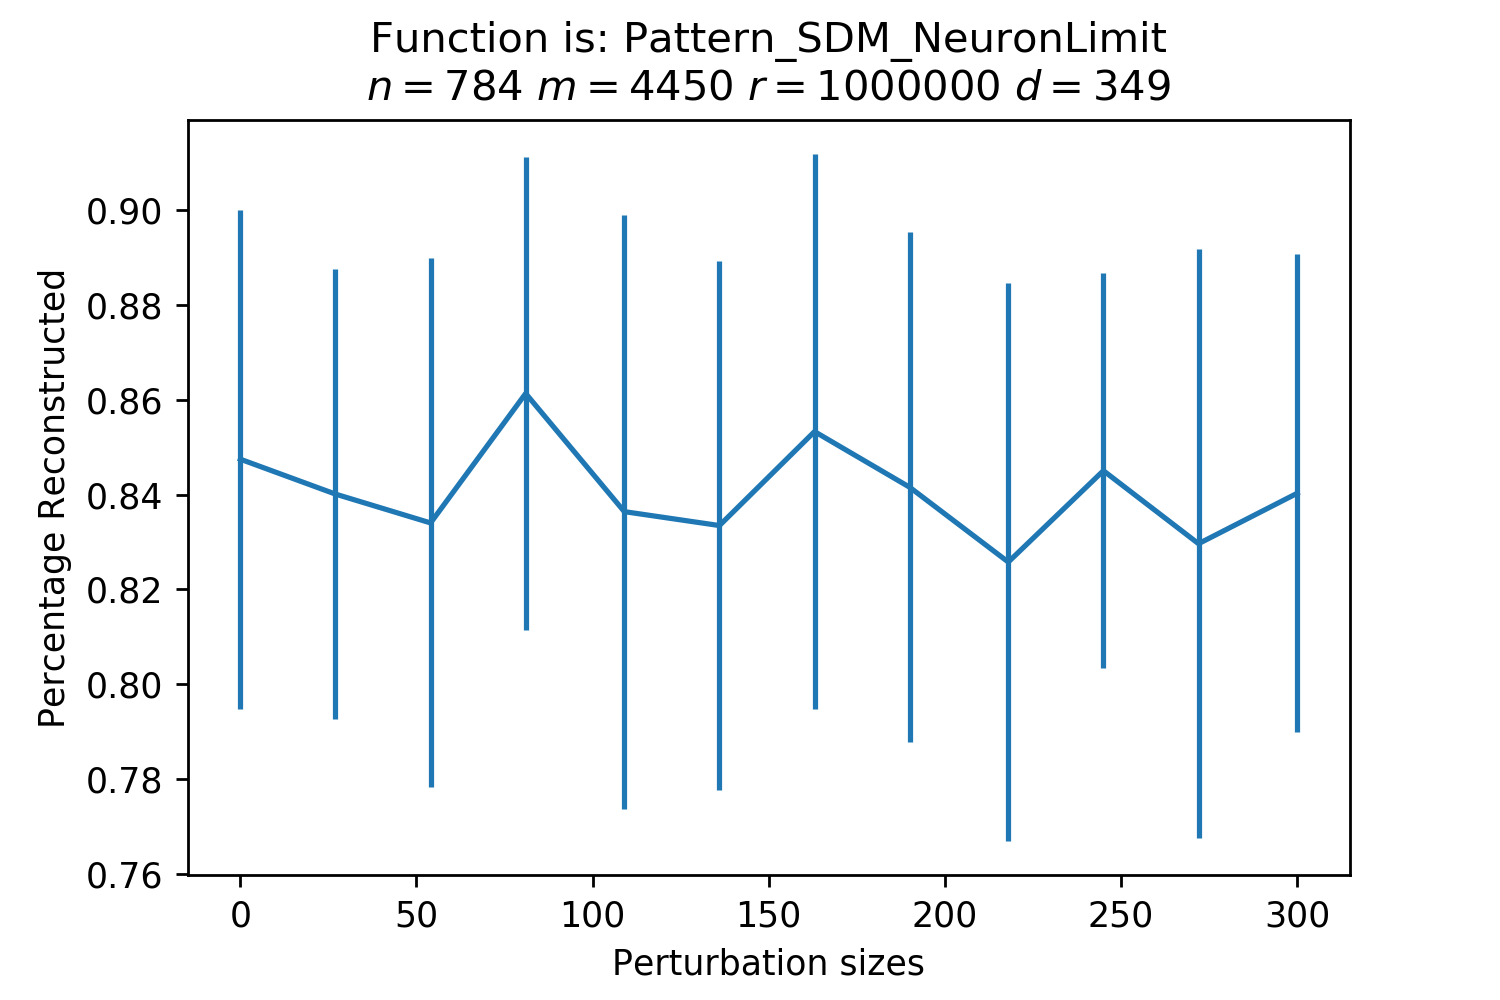 Function is: Pattern_SDM_NeuronLimit
n = 784 m = 4450 r = 1000000 d = 349
Percentage Reconstructed
0.90
0.88
0.86
0.84
0.82
0.80
0.78
0.76
0 50 100 150 200 250 300
Perturbation sizes